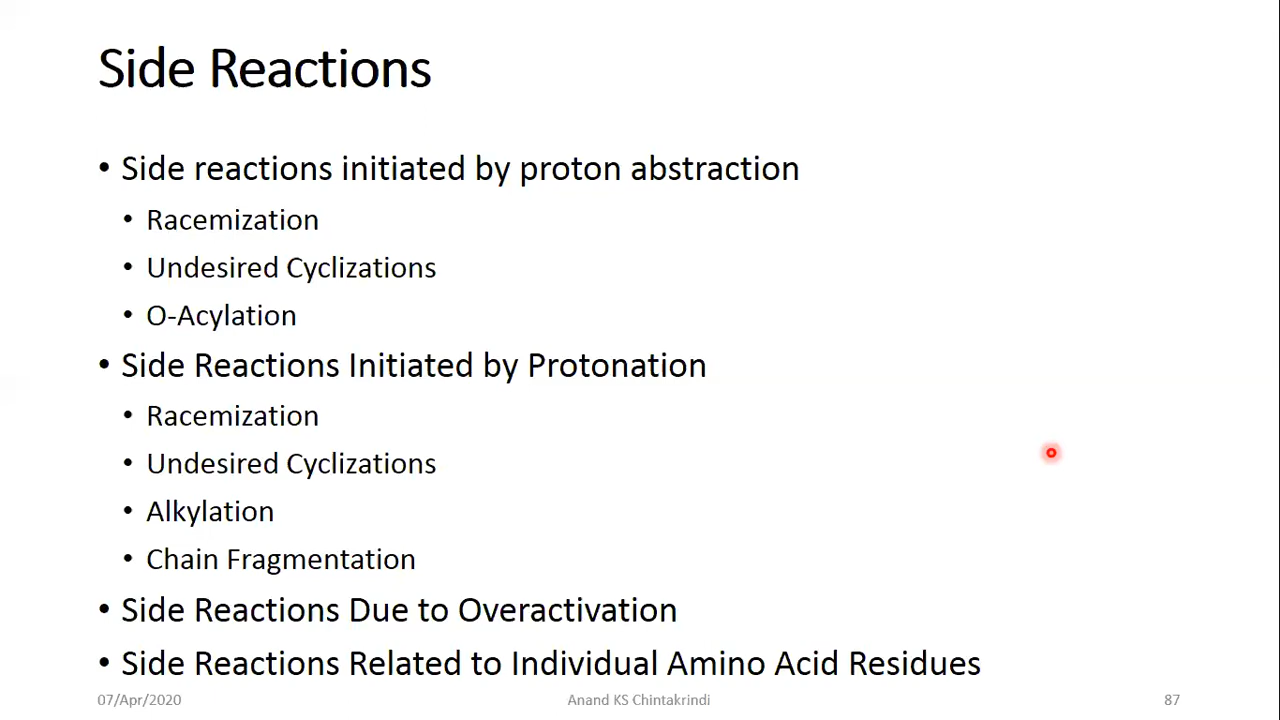 Side Reactions
• Side reactions initiated by proton abstraction
• Racemization
• Undesired Cyclizations
• O-Acylation
• Side Reactions Initiated by Protonation
• Racemization
• Undesired Cyclizations
• Alkylation
• Chain Fragmentation
• Side Reactions Due to Overactivation
• Side Reactions Related to Individual Amino Acid Residues
07/Apr/2020 Anand KS Chintakrindi 87